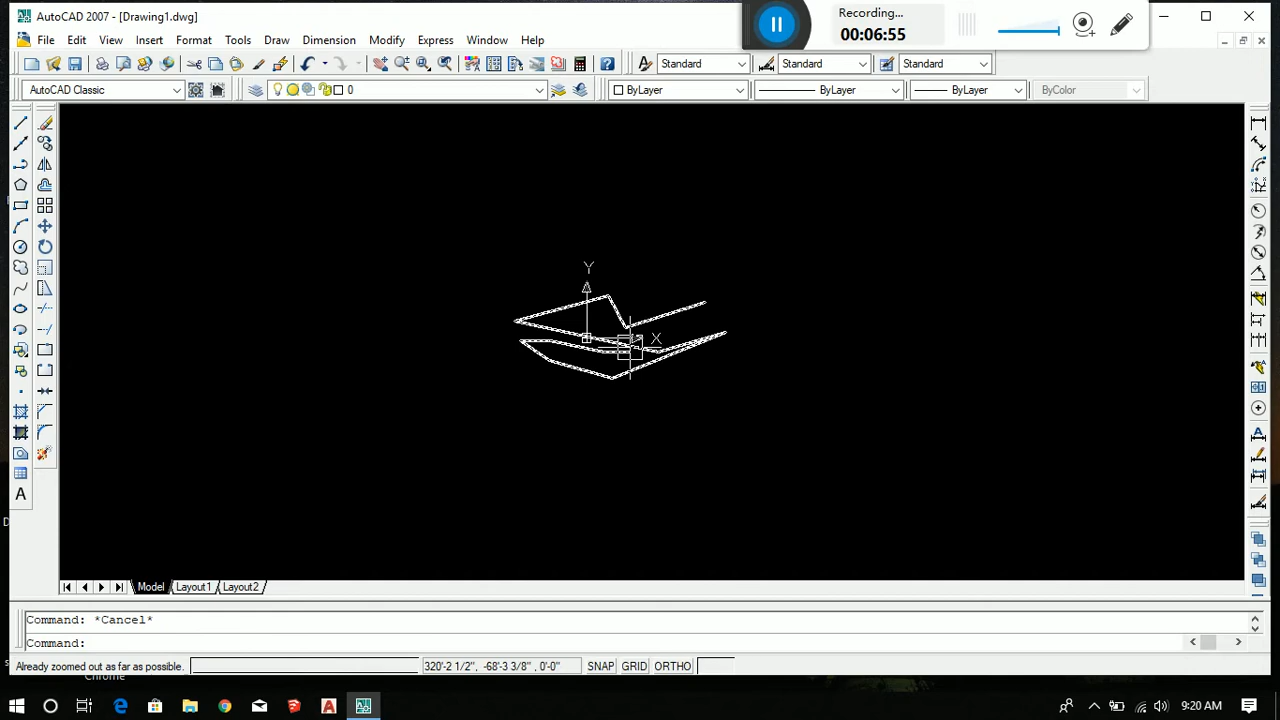 AutoCAD 2007 - [Drawing1.dwg]
Recording...
00:06:55
File Edit View Insert Format Tools Draw Dimension Modify Express Window Help
Standard Standard Standard
AutoCAD Classic 0 ByLayer ByLayer ByLayer ByColor
Y
X
A
A
Model Layout1 Layout2
Command: *Cancel*
Command:
Already zoomed out as far as possible. 320'-2 1/2", -68'-3 3/8" , 0'-0" SNAP GRID ORTHO
Chrome
9:20 AM